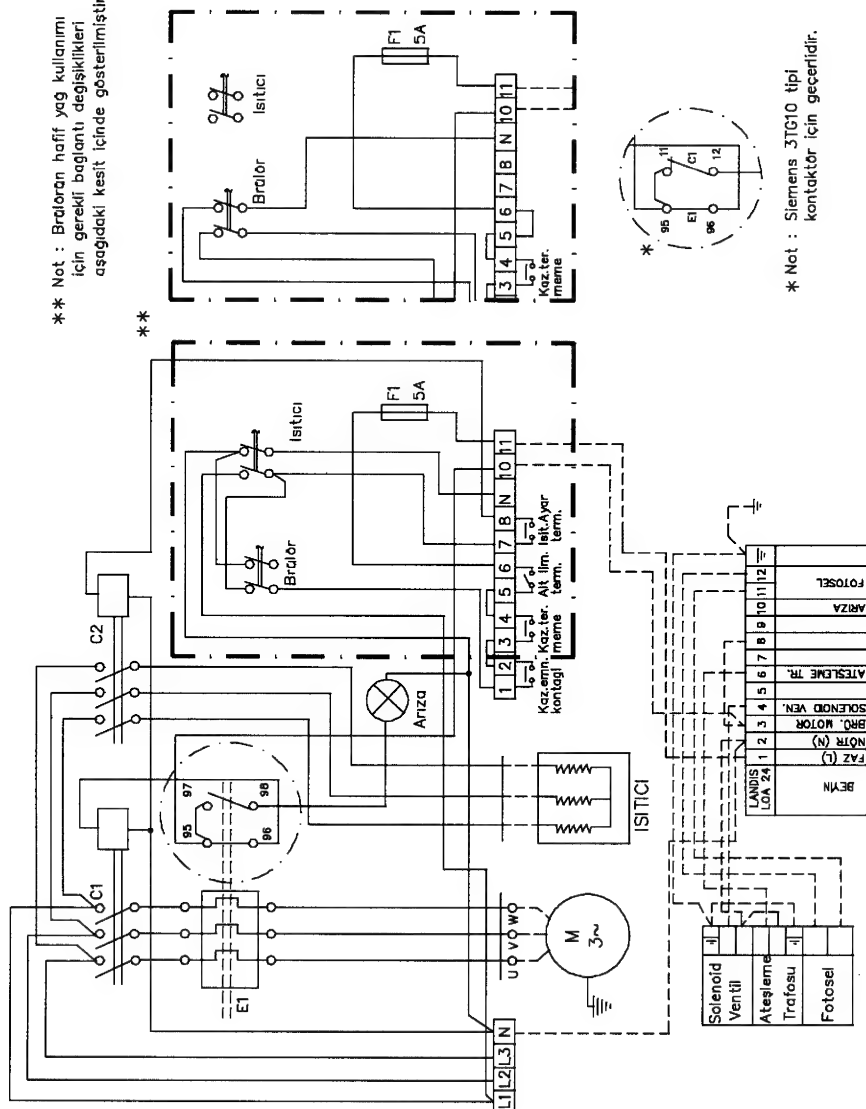 ** Not : Brülörün hafif yağ kullanımı
için gerekli bağlantı değişiklikleri
aşağıdaki kesit içinde gösterilmiştir
**
F1
5A
Isıtıcı
Brülör
3 4 5 6 7 8 N 10 11
Kaz.ter.
meme
*
95 11
E1 C1
96 12
* Not : Siemens 3TG10 tipi
kontaktör için geçerlidir.
C2
F1
5A
Isıtıcı
Brülör
1 2 3 4 5 6 7 8 N 10 11
Kaz.emn. Kaz.ter. Alt lim. Isıt.Ayar
kontagi meme term. term.
Arıza
C1
95 97
96 98
E1
ISITICI
U V W
M
3~
L1 L2 L3 N
LANDIS
LOA 24
BEYİN
1 2 3 4 5 6 7 8 9 10 11 12
FAZ (L)
NÖTR (N)
BRÜ. MOTOR
SOLENOID VEN.
ATEŞLEME TR.
ARIZA
FOTOSEL
Solenoid
Ventil
Ateşleme
Trafosu
Fotosel